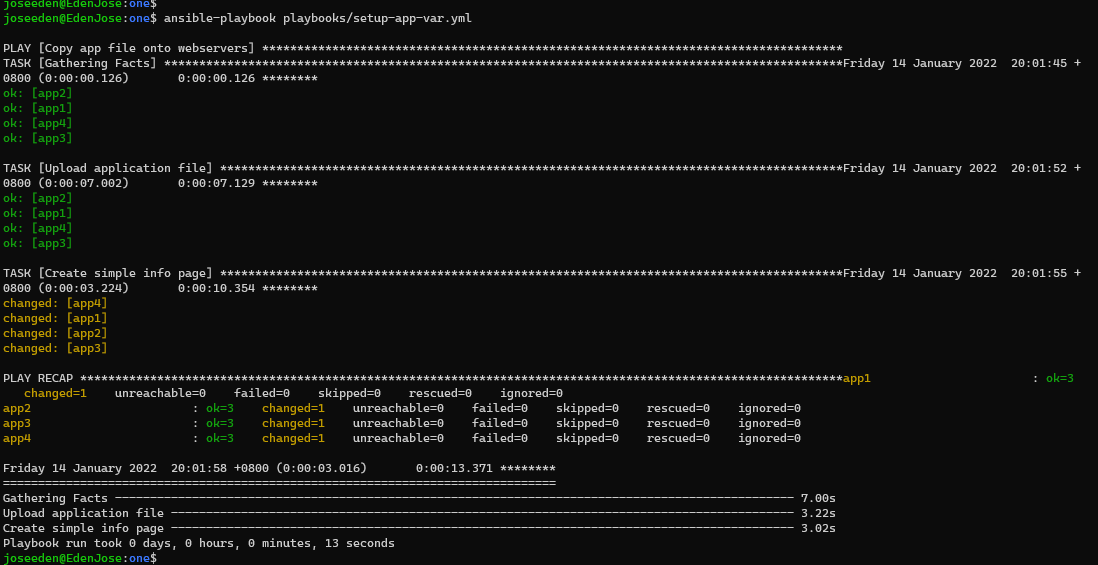 joseeden@EdenJose:one$
joseeden@EdenJose:one$ ansible-playbook playbooks/setup-app-var.yml
PLAY [Copy app file onto webservers] ***********************************************************************************
TASK [Gathering Facts] *************************************************************************************************Friday 14 January 2022  20:01:45 +
0800 (0:00:00.126)       0:00:00.126 ********
ok: [app2]
ok: [app1]
ok: [app4]
ok: [app3]
TASK [Upload application file] *****************************************************************************************Friday 14 January 2022  20:01:52 +
0800 (0:00:07.002)       0:00:07.129 ********
ok: [app2]
ok: [app1]
ok: [app4]
ok: [app3]
TASK [Create simple info page] *****************************************************************************************Friday 14 January 2022  20:01:55 +
0800 (0:00:03.224)       0:00:10.354 ********
changed: [app4]
changed: [app1]
changed: [app2]
changed: [app3]
PLAY RECAP *************************************************************************************************************app1                       : ok=3
   changed=1    unreachable=0    failed=0    skipped=0    rescued=0    ignored=0
app2                       : ok=3    changed=1    unreachable=0    failed=0    skipped=0    rescued=0    ignored=0
app3                       : ok=3    changed=1    unreachable=0    failed=0    skipped=0    rescued=0    ignored=0
app4                       : ok=3    changed=1    unreachable=0    failed=0    skipped=0    rescued=0    ignored=0
Friday 14 January 2022  20:01:58 +0800 (0:00:03.016)       0:00:13.371 ********
===============================================================================
Gathering Facts ------------------------------------------------------------------------------------------------- 7.00s
Upload application file ----------------------------------------------------------------------------------------- 3.22s
Create simple info page ----------------------------------------------------------------------------------------- 3.02s
Playbook run took 0 days, 0 hours, 0 minutes, 13 seconds
joseeden@EdenJose:one$